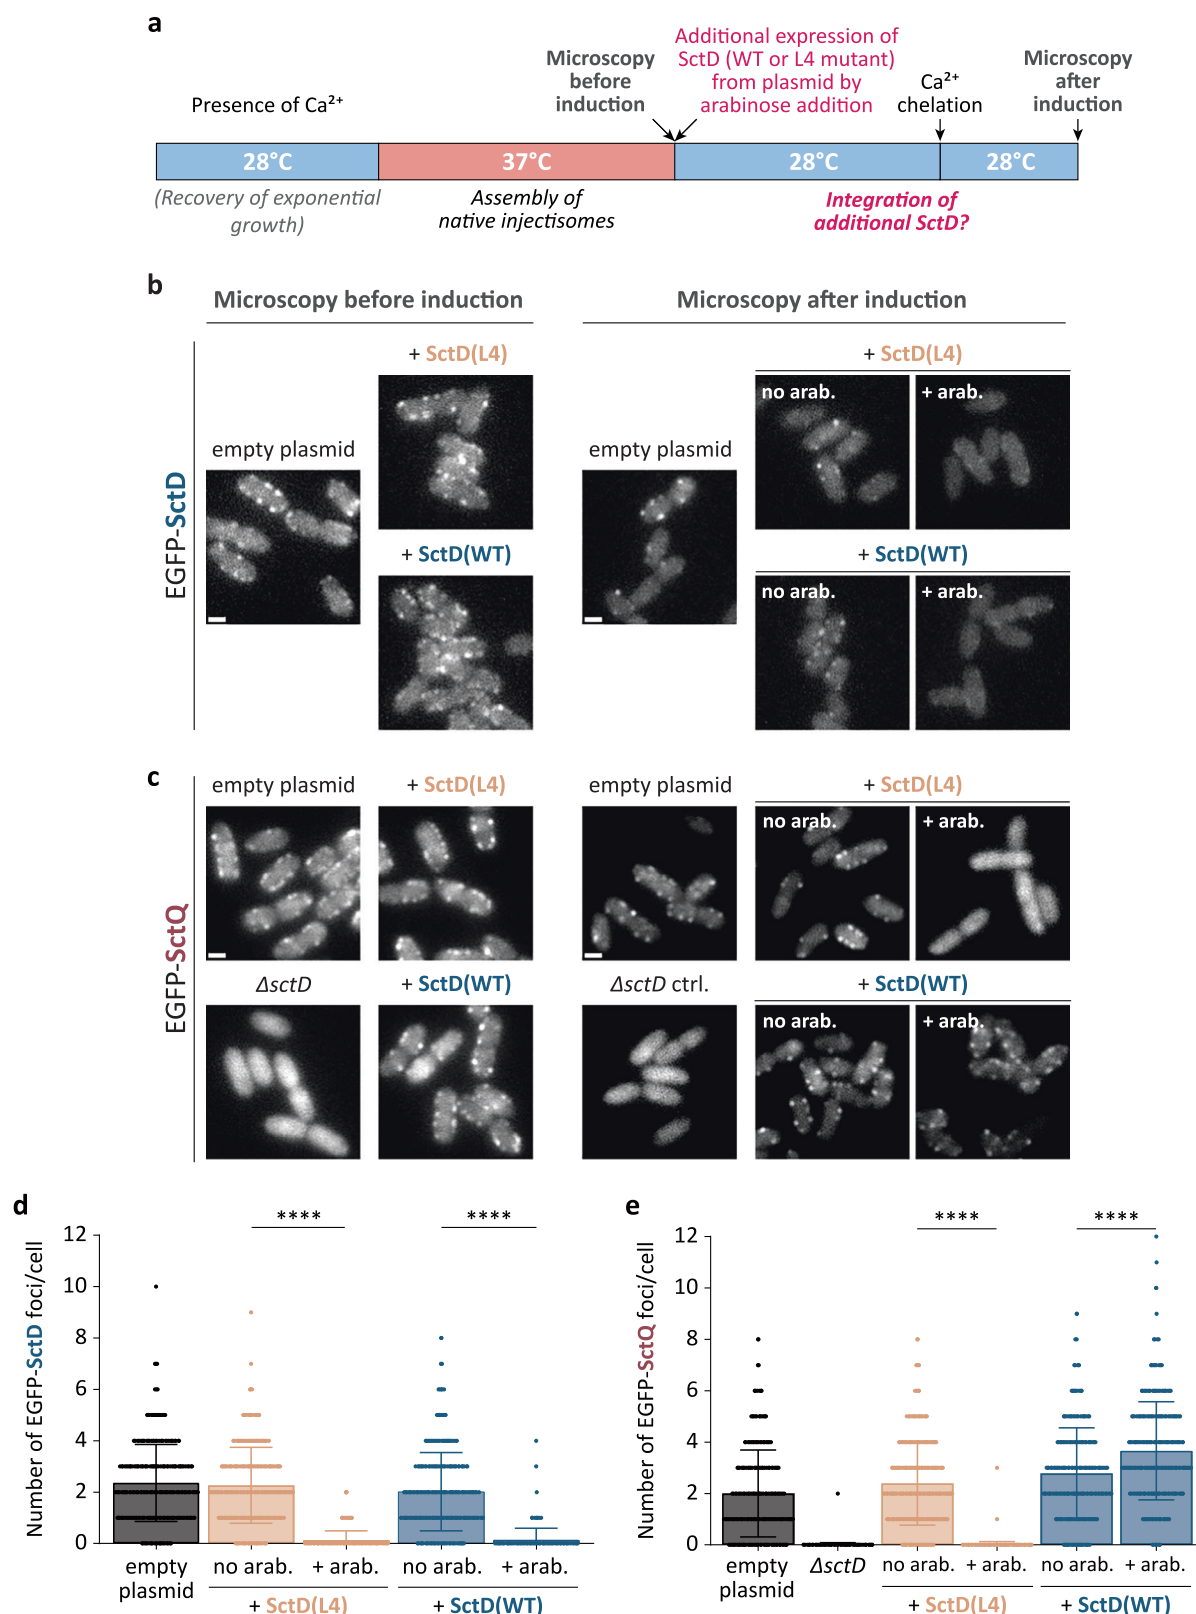 a
Presence of Ca²⁺
Microscopy
before
induction
Additional expression of
SctD (WT or L4 mutant)
from plasmid by
arabinose addition
Ca²⁺
chelation
Microscopy
after
induction
28°C
37°C
28°C
28°C
(Recovery of exponential
growth)
Assembly of
native injectisomes
Integration of
additional SctD?
b
Microscopy before induction
Microscopy after induction
EGFP-SctD
empty plasmid
+ SctD(L4)
+ SctD(WT)
empty plasmid
+ SctD(L4)
no arab.
+ arab.
+ SctD(WT)
no arab.
+ arab.
c
EGFP-SctQ
empty plasmid
+ SctD(L4)
empty plasmid
+ SctD(L4)
no arab.
+ arab.
ΔsctD
+ SctD(WT)
ΔsctD ctrl.
+ SctD(WT)
no arab.
+ arab.
d
Number of EGFP-SctD foci/cell
12
10
8
6
4
2
0
****
****
empty
plasmid
no arab.
+ arab.
no arab.
+ arab.
+ SctD(L4)
+ SctD(WT)
e
Number of EGFP-SctQ foci/cell
12
10
8
6
4
2
0
****
****
empty
plasmid
ΔsctD
no arab.
+ arab.
no arab.
+ arab.
+ SctD(L4)
+ SctD(WT)